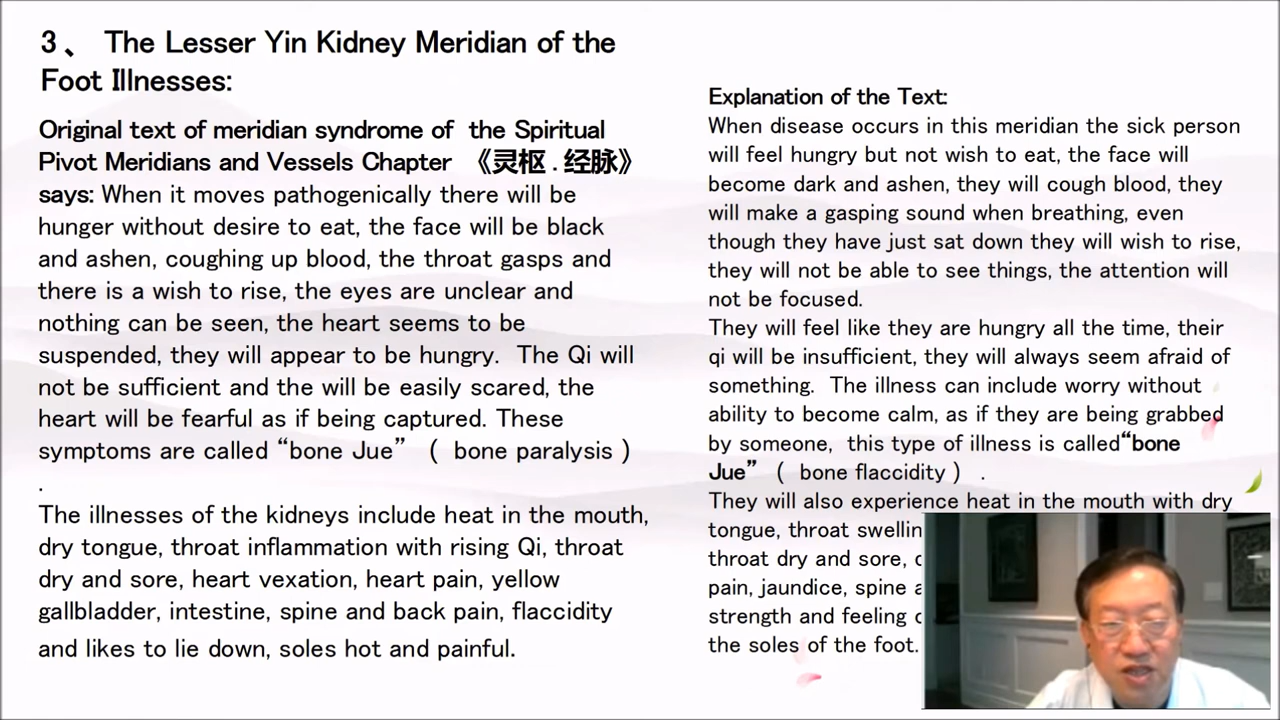 3、 The Lesser Yin Kidney Meridian of the
Foot Illnesses:
Original text of meridian syndrome of the Spiritual
Pivot Meridians and Vessels Chapter 《灵枢 . 经脉》
says: When it moves pathogenically there will be
hunger without desire to eat, the face will be black
and ashen, coughing up blood, the throat gasps and
there is a wish to rise, the eyes are unclear and
nothing can be seen, the heart seems to be
suspended, they will appear to be hungry. The Qi will
not be sufficient and the will be easily scared, the
heart will be fearful as if being captured. These
symptoms are called “bone Jue” ( bone paralysis )
.
The illnesses of the kidneys include heat in the mouth,
dry tongue, throat inflammation with rising Qi, throat
dry and sore, heart vexation, heart pain, yellow
gallbladder, intestine, spine and back pain, flaccidity
and likes to lie down, soles hot and painful.
Explanation of the Text:
When disease occurs in this meridian the sick person
will feel hungry but not wish to eat, the face will
become dark and ashen, they will cough blood, they
will make a gasping sound when breathing, even
though they have just sat down they will wish to rise,
they will not be able to see things, the attention will
not be focused.
They will feel like they are hungry all the time, their
qi will be insufficient, they will always seem afraid of
something. The illness can include worry without
ability to become calm, as if they are being grabbed
by someone, this type of illness is called“bone
Jue” ( bone flaccidity ) .
They will also experience heat in the mouth with dry
tongue, throat
throat dry and sore,
pain, jaundice, spine
strength and feeling
the soles of the foot.